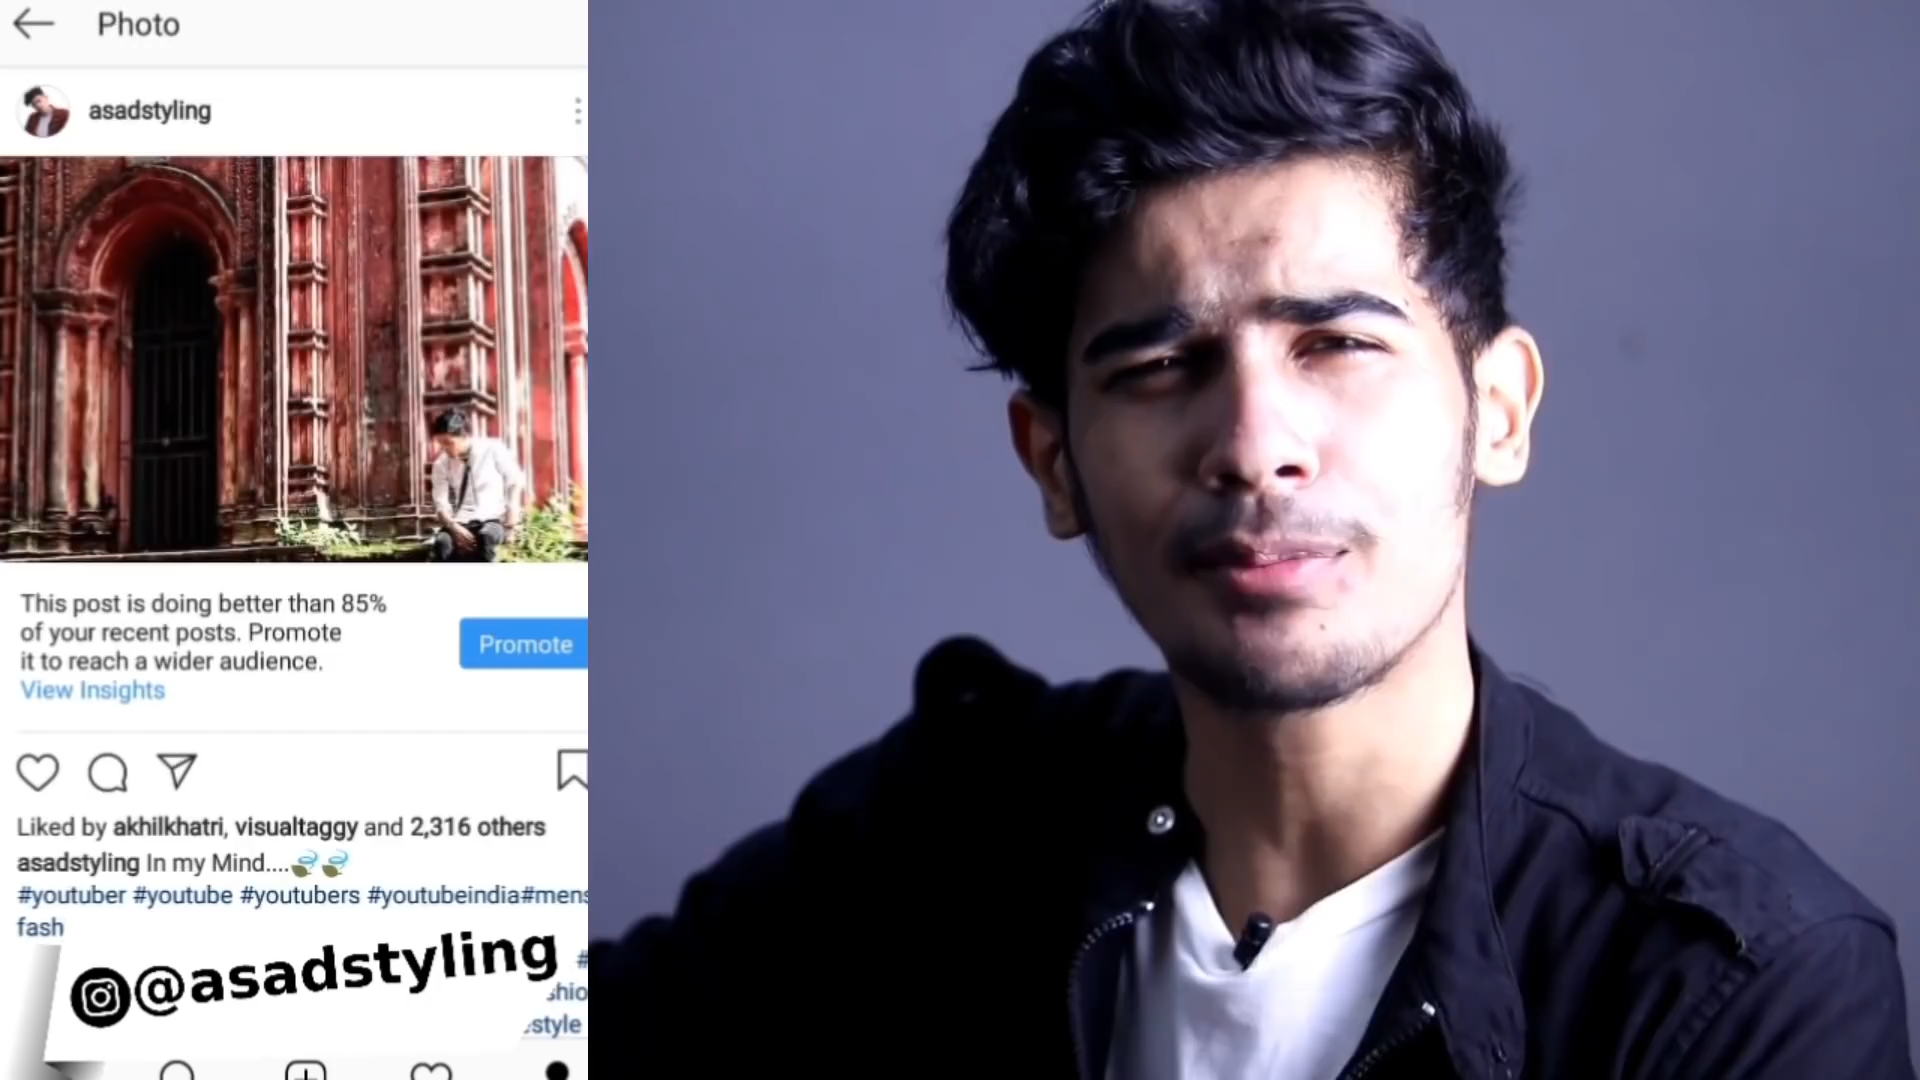 Photo
asadstyling
This post is doing better than 85%
of your recent posts. Promote
it to reach a wider audience.
View Insights
Promote
Liked by akhilkhatri, visualtaggy and 2,316 others
asadstyling In my Mind....🍃🍃
#youtuber #youtube #youtubers #youtubeindia#mens
fash
@asadstyling
style